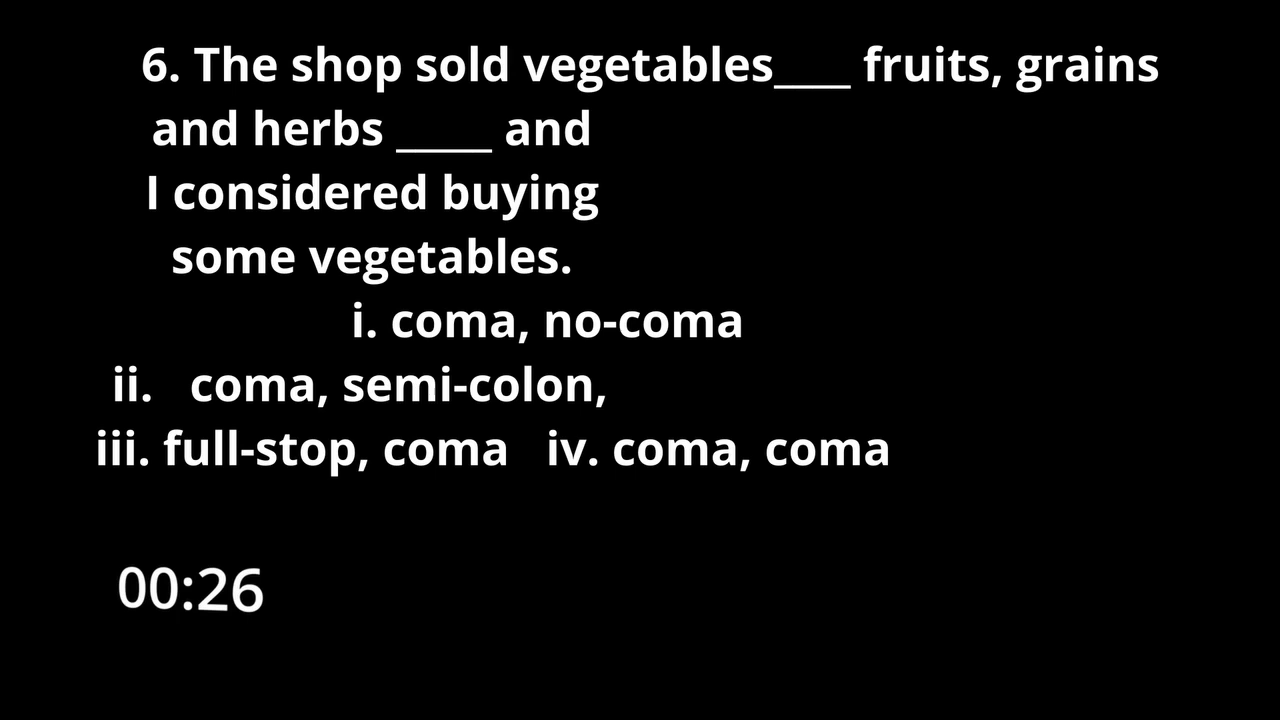 6. The shop sold vegetables____ fruits, grains
and herbs _____ and
I considered buying
some vegetables.
i. coma, no-coma
ii. coma, semi-colon,
iii. full-stop, coma iv. coma, coma
00:26